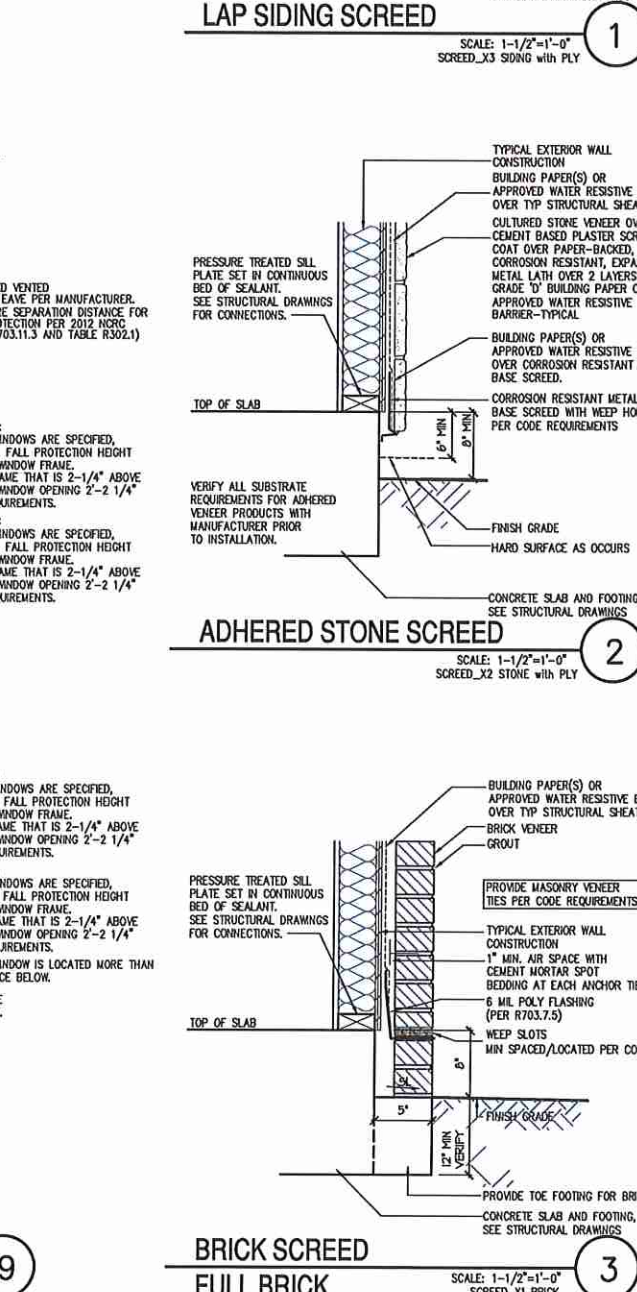 LAP SIDING SCREED
SCALE: 1-1/2"=1'-0"
SCREED_X3 SIDING with PLY
1
D VENTED
EAVE PER MANUFACTURER.
RE SEPARATION DISTANCE FOR
TECTION PER 2012 NCRC
703.11.3 AND TABLE R302.1)
INDOWS ARE SPECIFIED,
FALL PROTECTION HEIGHT
WINDOW FRAME.
AME THAT IS 2-1/4" ABOVE
WINDOW OPENING 2'-2 1/4"
UIREMENTS.
INDOWS ARE SPECIFIED,
FALL PROTECTION HEIGHT
WINDOW FRAME.
AME THAT IS 2-1/4" ABOVE
WINDOW OPENING 2'-2 1/4"
UIREMENTS.
PRESSURE TREATED SILL
PLATE SET IN CONTINUOUS
BED OF SEALANT.
SEE STRUCTURAL DRAWINGS
FOR CONNECTIONS.
TOP OF SLAB
VERIFY ALL SUBSTRATE
REQUIREMENTS FOR ADHERED
VENEER PRODUCTS WITH
MANUFACTURER PRIOR
TO INSTALLATION.
6" MIN
8" MIN
TYPICAL EXTERIOR WALL
CONSTRUCTION
BUILDING PAPER(S) OR
APPROVED WATER RESISTIVE
OVER TYP STRUCTURAL SHEA
CULTURED STONE VENEER OV
CEMENT BASED PLASTER SCR
COAT OVER PAPER-BACKED,
CORROSION RESISTANT, EXPA
METAL LATH OVER 2 LAYERS
GRADE 'D' BUILDING PAPER O
APPROVED WATER RESISTIVE
BARRIER-TYPICAL
BUILDING PAPER(S) OR
APPROVED WATER RESISTIVE
OVER CORROSION RESISTANT
BASE SCREED.
CORROSION RESISTANT METAL
BASE SCREED WITH WEEP HO
PER CODE REQUIREMENTS
FINISH GRADE
HARD SURFACE AS OCCURS
CONCRETE SLAB AND FOOTING
SEE STRUCTURAL DRAWINGS
ADHERED STONE SCREED
SCALE: 1-1/2"=1'-0"
SCREED_X2 STONE with PLY
2
INDOWS ARE SPECIFIED,
FALL PROTECTION HEIGHT
WINDOW FRAME.
AME THAT IS 2-1/4" ABOVE
WINDOW OPENING 2'-2 1/4"
UIREMENTS.
INDOWS ARE SPECIFIED,
FALL PROTECTION HEIGHT
WINDOW FRAME.
AME THAT IS 2-1/4" ABOVE
WINDOW OPENING 2'-2 1/4"
UIREMENTS.
INDOW IS LOCATED MORE THAN
CE BELOW.
9
PRESSURE TREATED SILL
PLATE SET IN CONTINUOUS
BED OF SEALANT.
SEE STRUCTURAL DRAWINGS
FOR CONNECTIONS.
TOP OF SLAB
BUILDING PAPER(S) OR
APPROVED WATER RESISTIVE B
OVER TYP STRUCTURAL SHEAT
BRICK VENEER
GROUT
PROVIDE MASONRY VENEER
TIES PER CODE REQUIREMENTS
TYPICAL EXTERIOR WALL
CONSTRUCTION
1" MIN. AIR SPACE WITH
CEMENT MORTAR SPOT
BEDDING AT EACH ANCHOR TIE
6 MIL POLY FLASHING
(PER R703.7.5)
WEEP SLOTS
MIN SPACED/LOCATED PER CO
8"
SL
5"
12" MIN
VERIFY
FINISH GRADE
PROVIDE TOE FOOTING FOR BRI
CONCRETE SLAB AND FOOTING,
SEE STRUCTURAL DRAWINGS
BRICK SCREED
FULL BRICK
SCALE: 1-1/2"=1'-0"
SCREED_X1 BRICK
3